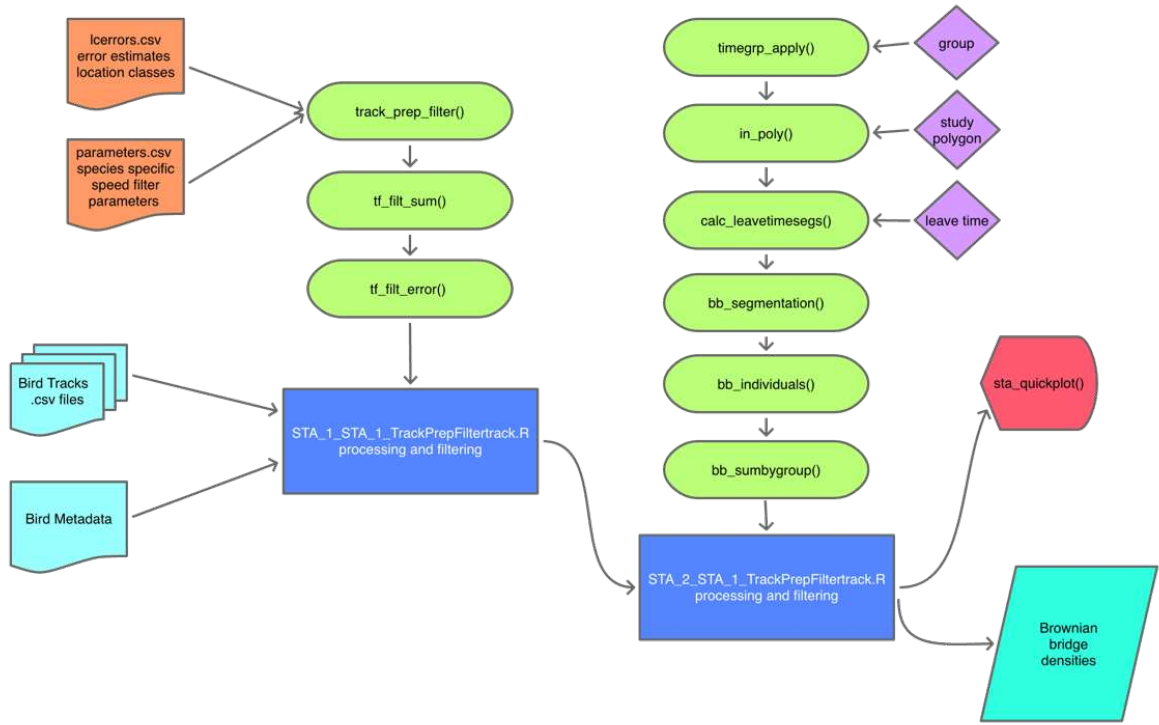 lcerrors.csv
error estimates
location classes
parameters.csv
species specific
speed filter
parameters
track_prep_filter()
tf_filt_sum()
tf_filt_error()
Bird Tracks
.csv files
Bird Metadata
STA_1_STA_1_TrackPrepFiltertrack.R
processing and filtering
timegrp_apply()
group
in_poly()
study
polygon
calc_leavetimesegs()
leave time
bb_segmentation()
bb_individuals()
bb_sumbygroup()
STA_2_STA_1_TrackPrepFiltertrack.R
processing and filtering
sta_quickplot()
Brownian
bridge
densities